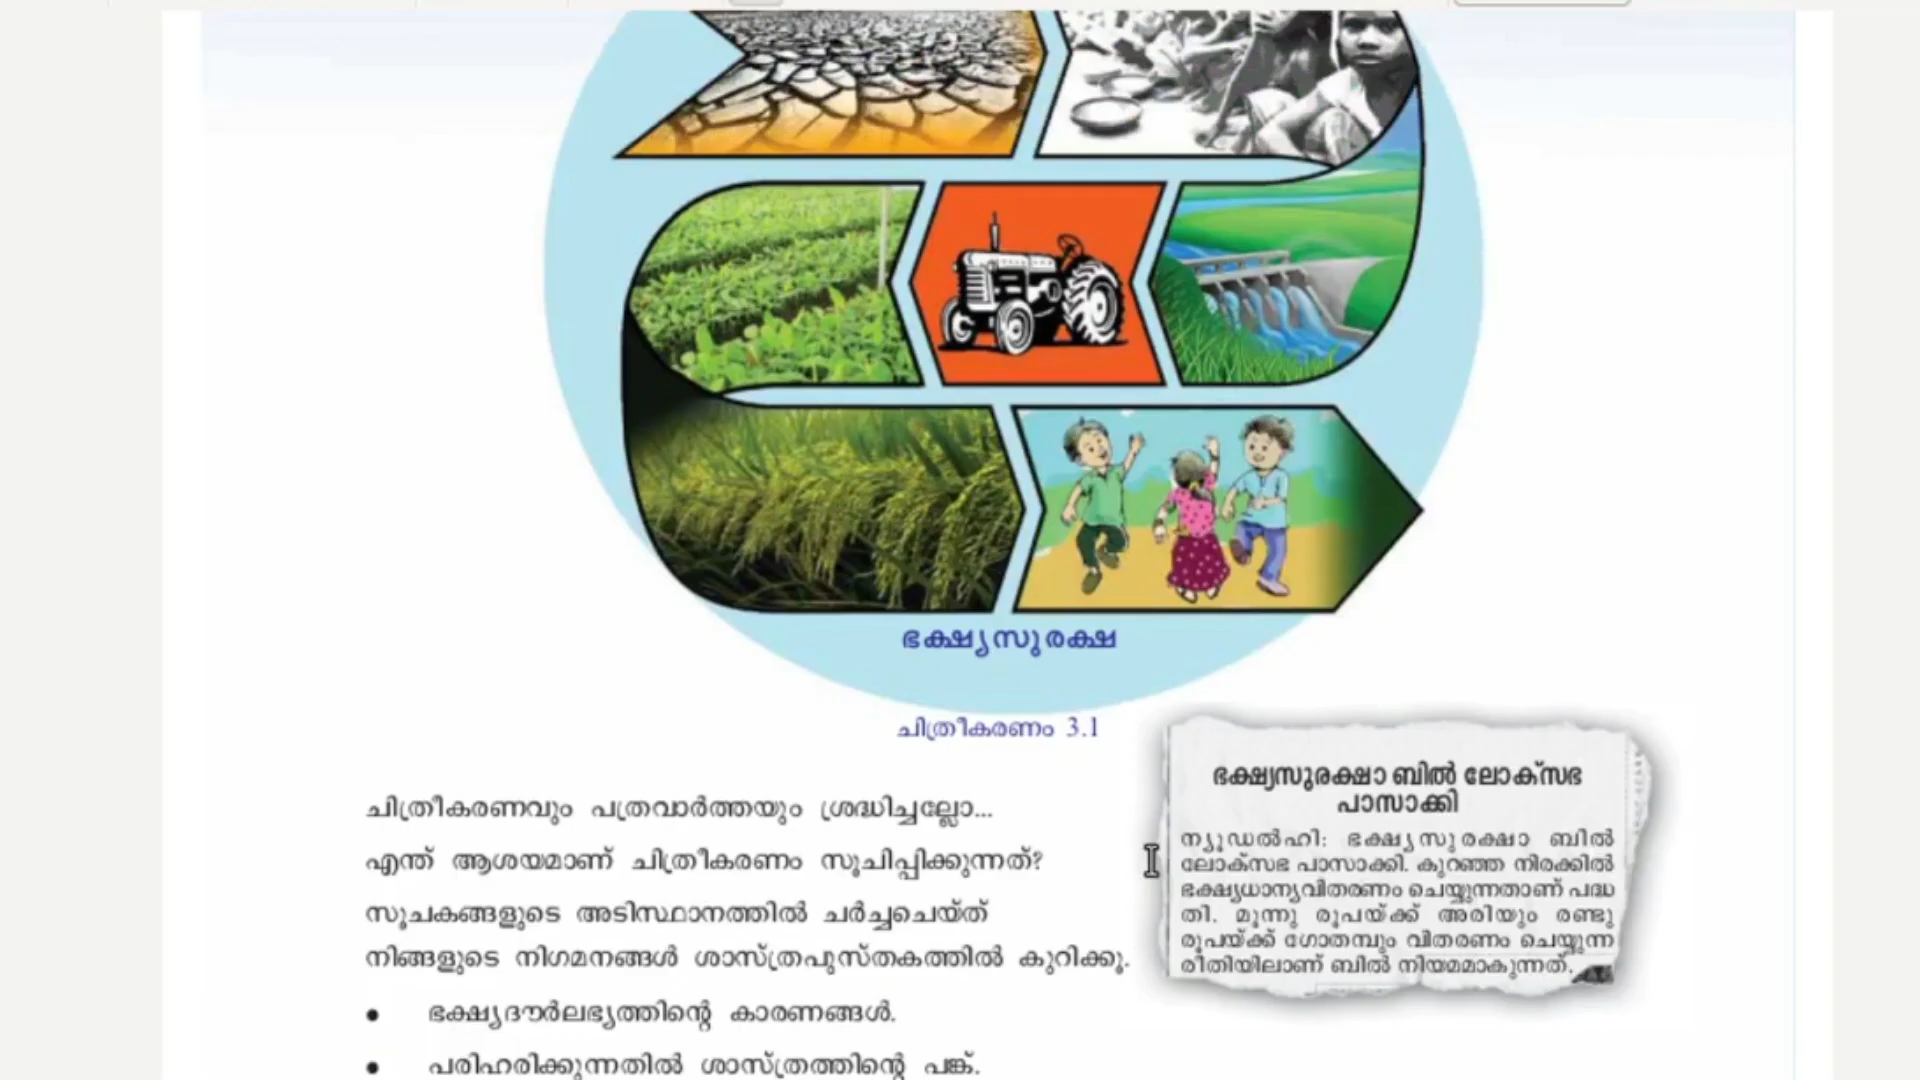 ഭക്ഷ്യസുരക്ഷ
ചിത്രീകരണം 3.1
ചിത്രീകരണവും പത്രവാർത്തയും ശ്രദ്ധിച്ചല്ലോ...
എന്ത് ആശയമാണ് ചിത്രീകരണം സൂചിപ്പിക്കുന്നത്?
സൂചകങ്ങളുടെ അടിസ്ഥാനത്തിൽ ചർച്ചചെയ്ത്
നിങ്ങളുടെ നിഗമനങ്ങൾ ശാസ്ത്രപുസ്തകത്തിൽ കുറിക്കൂ.
● ഭക്ഷ്യദൗർലഭ്യത്തിന്റെ കാരണങ്ങൾ.
● പരിഹരിക്കുന്നതിൽ ശാസ്ത്രത്തിന്റെ പങ്ക്.
ഭക്ഷ്യസുരക്ഷാ ബിൽ ലോക്സഭ
പാസാക്കി
ന്യൂഡൽഹി: ഭക്ഷ്യസുരക്ഷാ ബിൽ
ലോക്സഭ പാസാക്കി. കുറഞ്ഞ നിരക്കിൽ
ഭക്ഷ്യധാന്യവിതരണം ചെയ്യുന്നതാണ് പദ്ധ
തി. മൂന്നു രൂപയ്ക്ക് അരിയും രണ്ടു
രൂപയ്ക്ക് ഗോതമ്പും വിതരണം ചെയ്യുന്ന
രീതിയിലാണ് ബിൽ നിയമമാകുന്നത്.